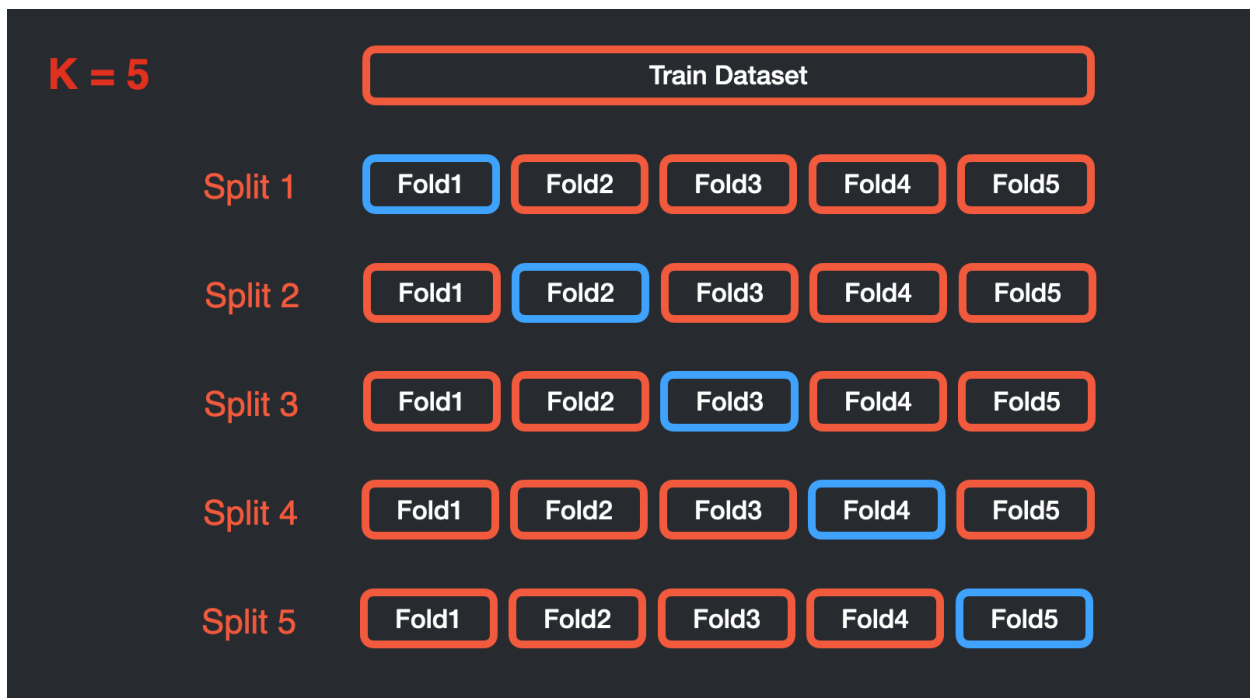 K = 5
Train Dataset
Split 1 Fold1 Fold2 Fold3 Fold4 Fold5
Split 2 Fold1 Fold2 Fold3 Fold4 Fold5
Split 3 Fold1 Fold2 Fold3 Fold4 Fold5
Split 4 Fold1 Fold2 Fold3 Fold4 Fold5
Split 5 Fold1 Fold2 Fold3 Fold4 Fold5